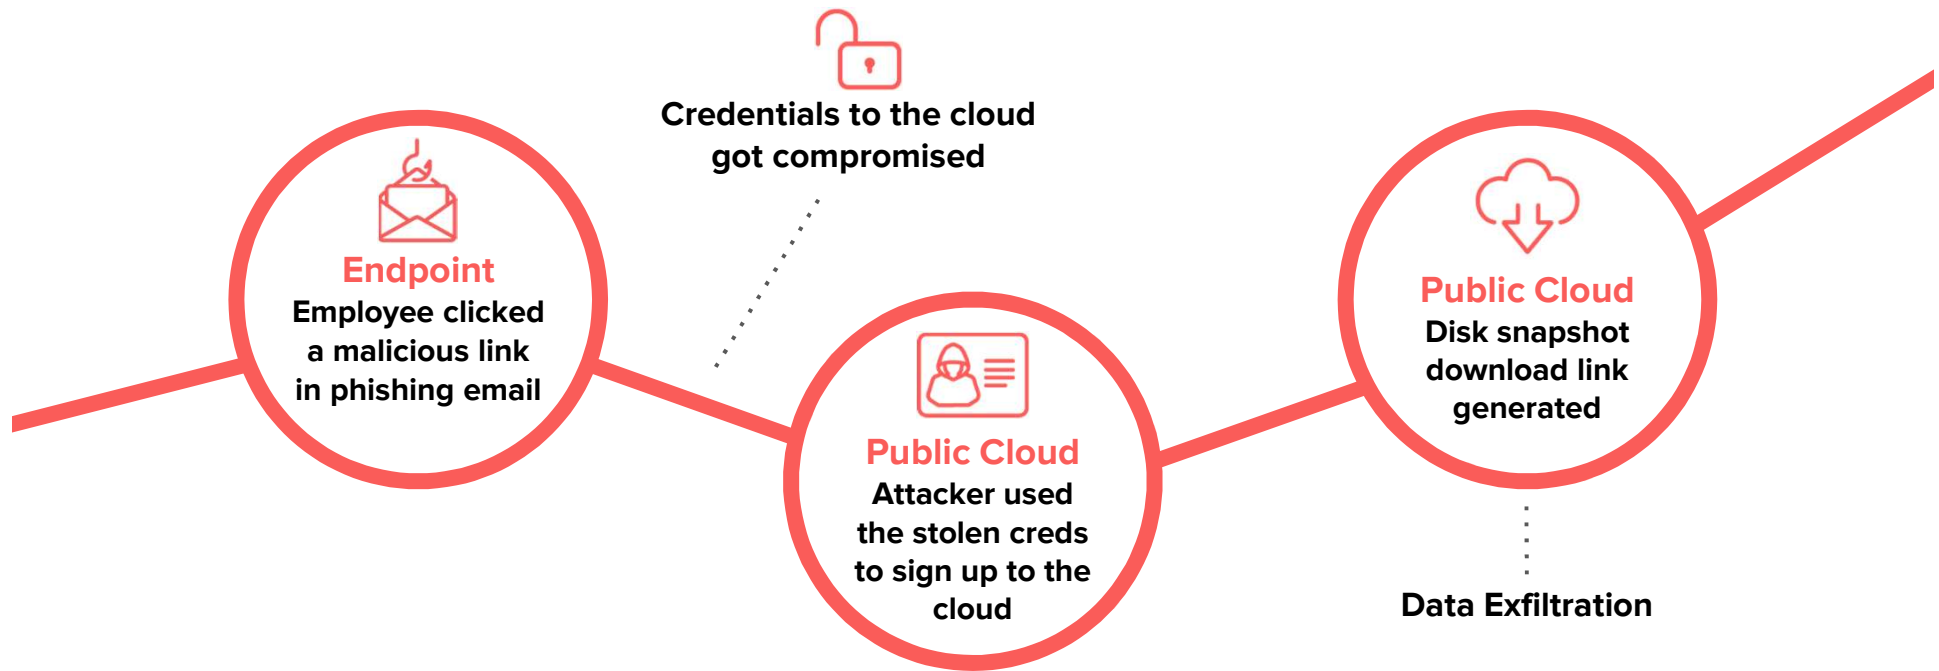 Credentials to the cloud
got compromised
Endpoint
Employee clicked
a malicious link
in phishing email
Public Cloud
Attacker used
the stolen creds
to sign up to the
cloud
Public Cloud
Disk snapshot
download link
generated
Data Exfiltration